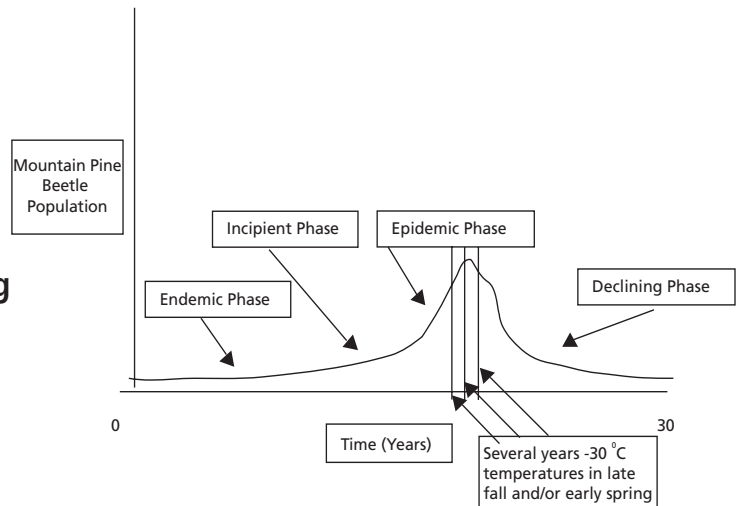 Mountain Pine
Beetle
Population
Incipient Phase
Epidemic Phase
g
Endemic Phase
Declining Phase
0
30
Time (Years)
Several years -30 °C
temperatures in late
fall and/or early spring